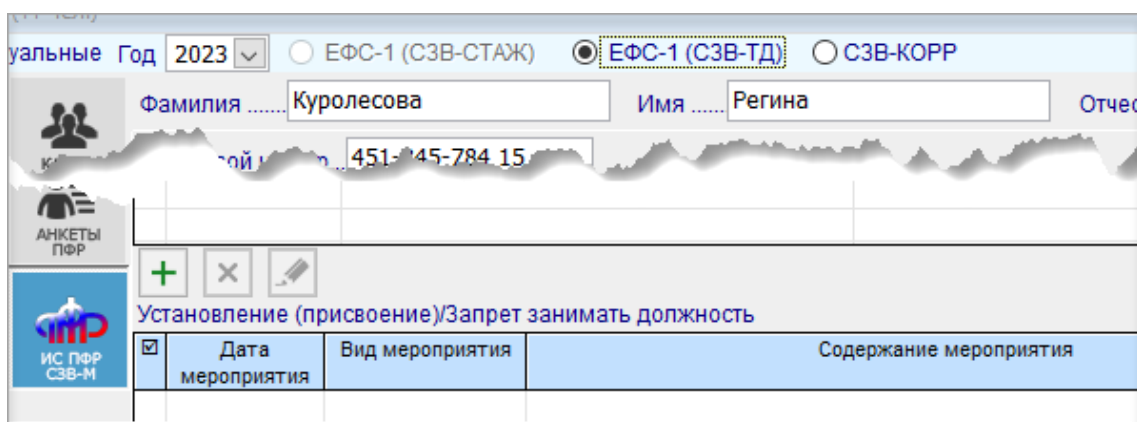 уальные Год 2023 ЕФС-1 (СЗВ-СТАЖ) ЕФС-1 (СЗВ-ТД) СЗВ-КОРР
Фамилия ....... Куролесова Имя ...... Регина Отчес
АНКЕТЫ
ПФР
Установление (присвоение)/Запрет занимать должность
ИС ПФР
СЗВ-М
Дата
мероприятия
Вид мероприятия
Содержание мероприятия